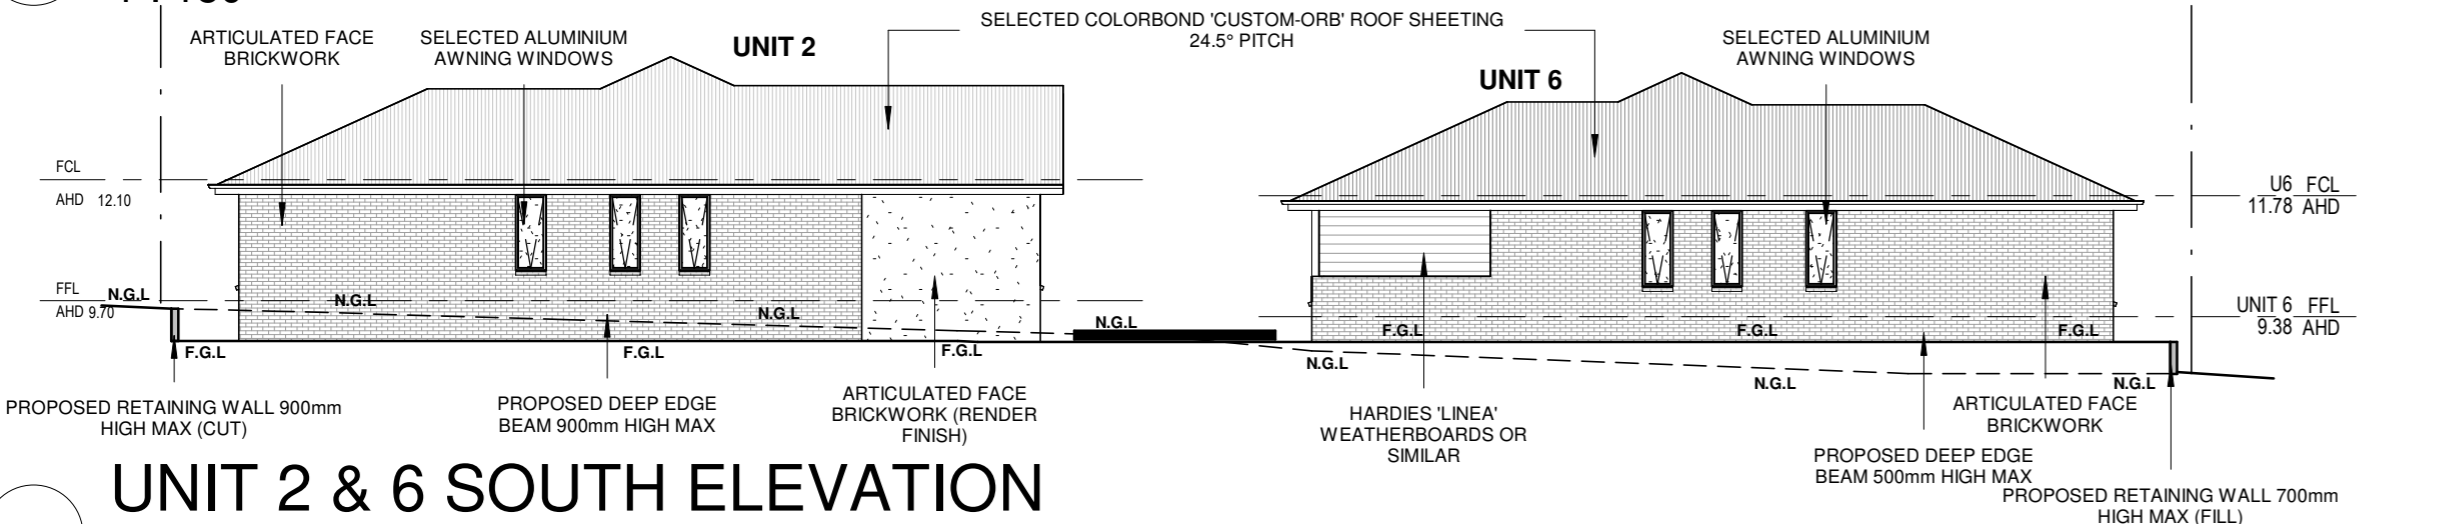 ARTICULATED FACE
BRICKWORK
SELECTED ALUMINIUM
AWNING WINDOWS
UNIT 2
SELECTED COLORBOND 'CUSTOM-ORB' ROOF SHEETING
24.5° PITCH
UNIT 6
SELECTED ALUMINIUM
AWNING WINDOWS
FCL
AHD 12.10
U6 FCL
11.78 AHD
FFL
AHD 9.70
N.G.L
N.G.L
N.G.L
N.G.L
UNIT 6 FFL
9.38 AHD
F.G.L
F.G.L
F.G.L
F.G.L
F.G.L
F.G.L
N.G.L
N.G.L
N.G.L
PROPOSED RETAINING WALL 900mm
HIGH MAX (CUT)
PROPOSED DEEP EDGE
BEAM 900mm HIGH MAX
ARTICULATED FACE
BRICKWORK (RENDER
FINISH)
HARDIES 'LINEA'
WEATHERBOARDS OR
SIMILAR
ARTICULATED FACE
BRICKWORK
PROPOSED DEEP EDGE
BEAM 500mm HIGH MAX
PROPOSED RETAINING WALL 700mm
HIGH MAX (FILL)
UNIT 2 & 6 SOUTH ELEVATION